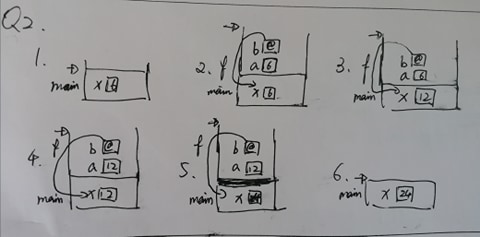 Q2.
1. main x 6
2. f b @ a 6 main x 6
3. f b @ a 6 main x 12
4. f b @ a 12 main x 12
5. f b @ a 12 main x
6. main x 24